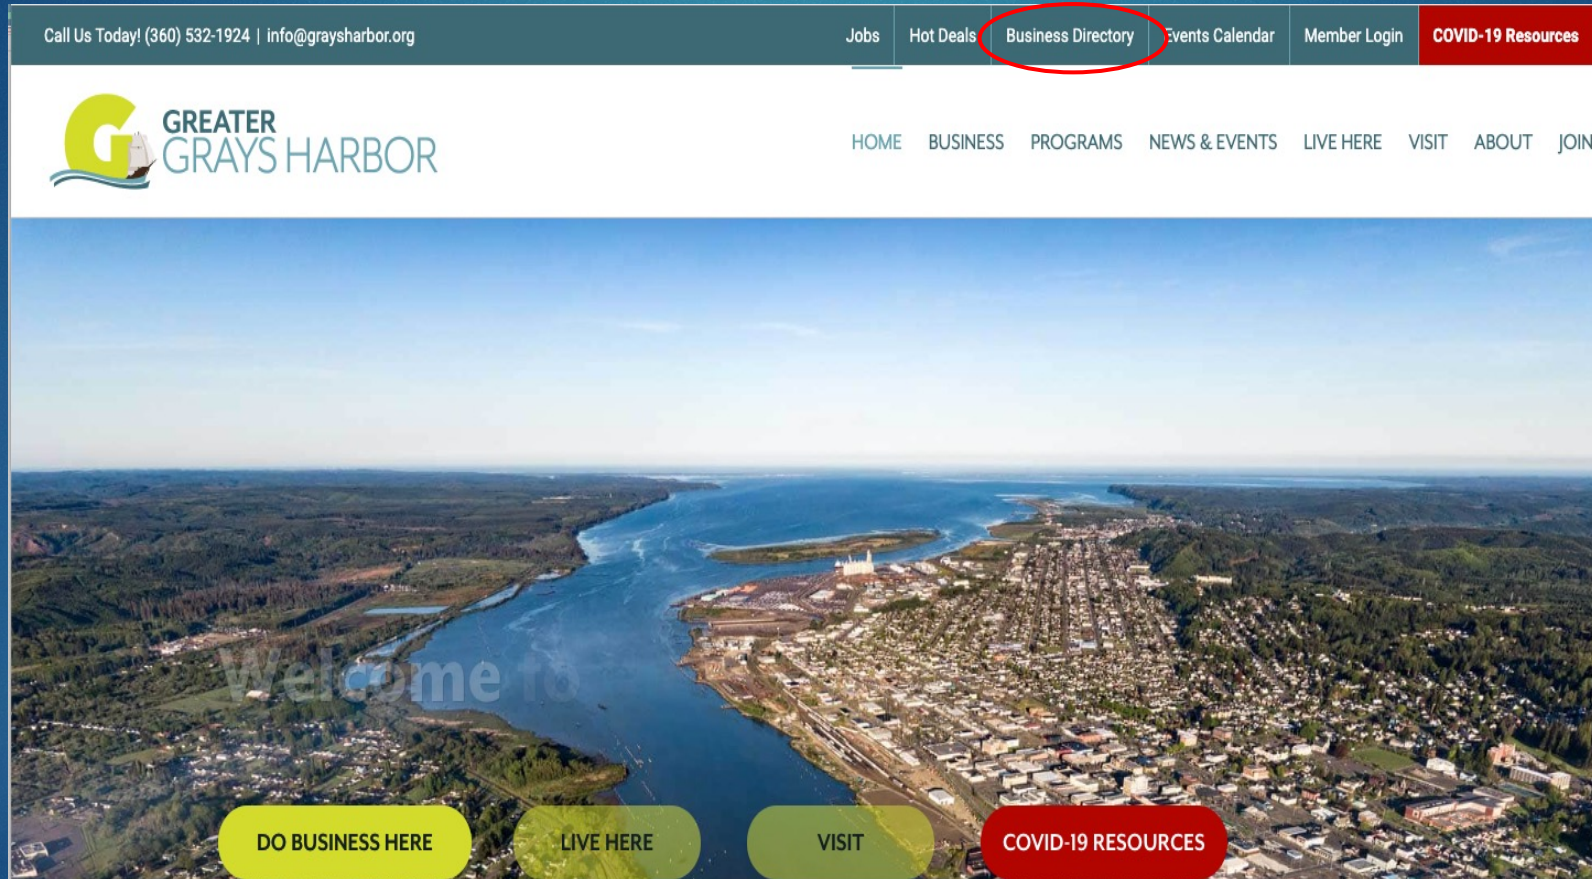 Call Us Today! (360) 532-1924 | info@graysharbor.org
Jobs Hot Deals Business Directory Events Calendar Member Login COVID-19 Resources
GREATER
GRAYS HARBOR
HOME BUSINESS PROGRAMS NEWS & EVENTS LIVE HERE VISIT ABOUT JOIN
Welcome to
DO BUSINESS HERE LIVE HERE VISIT COVID-19 RESOURCES